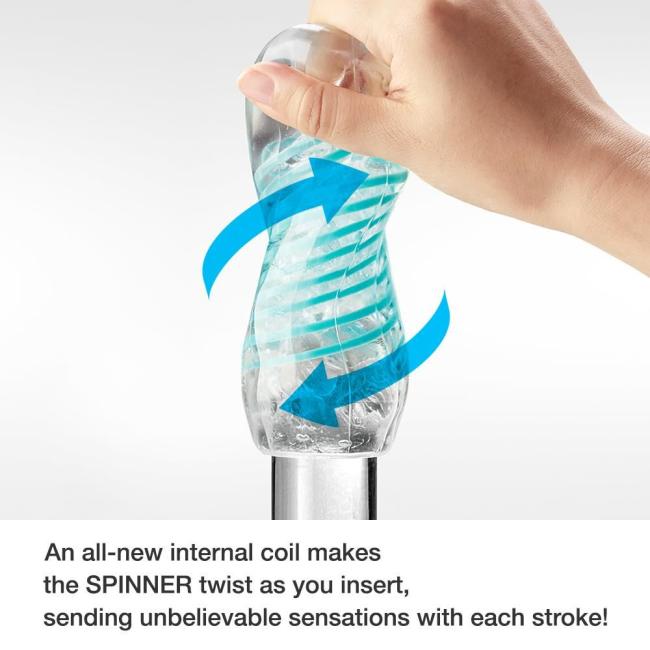 An all-new internal coil makes
the SPINNER twist as you insert,
sending unbelievable sensations with each stroke!